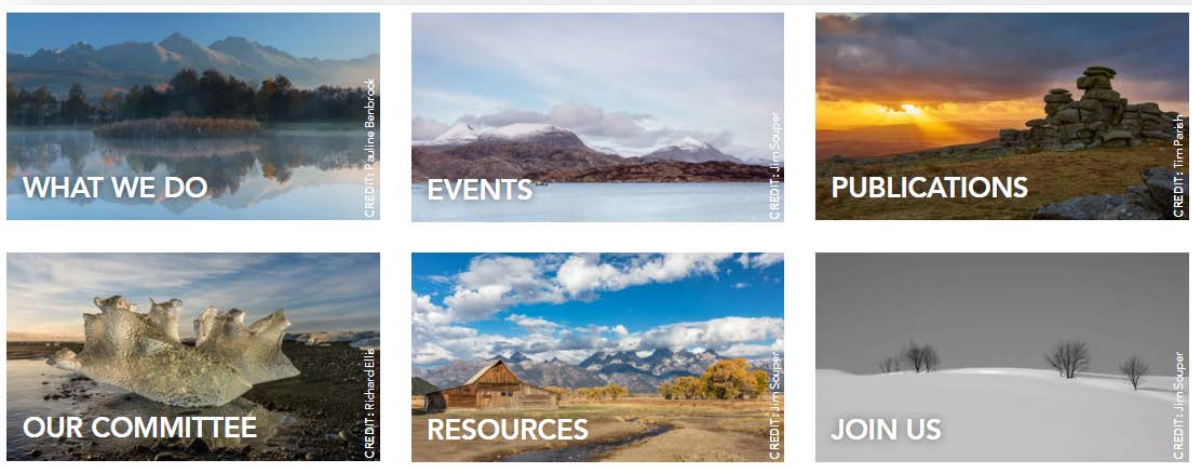 WHAT WE DO
CREDIT: Pauline Benbrook
EVENTS
CREDIT: Jim Souper
PUBLICATIONS
CREDIT: Tim Parish
OUR COMMITTEE
CREDIT: Richard Ellis
RESOURCES
CREDIT: Jim Souper
JOIN US
CREDIT: Jim Souper